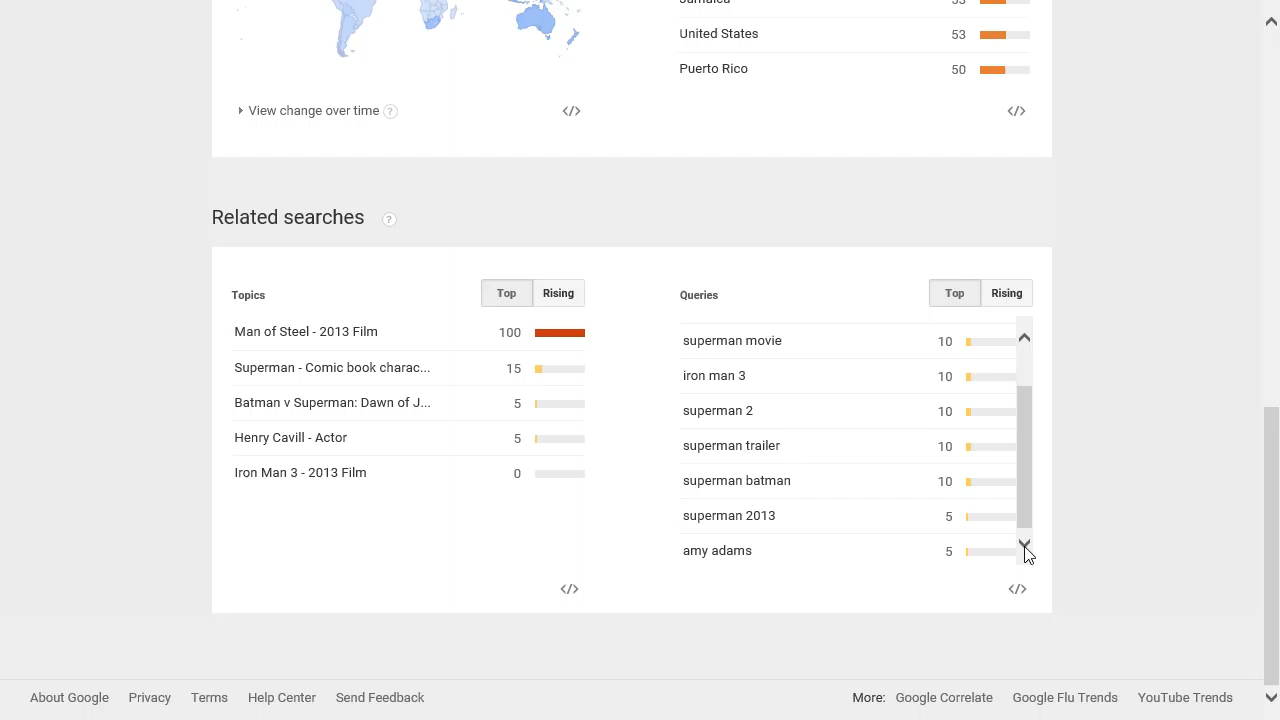 Jamaica 53
United States 53
Puerto Rico 50
View change over time ? </>
</>
Related searches ?
Topics Top Rising
Man of Steel - 2013 Film 100
Superman - Comic book charac... 15
Batman v Superman: Dawn of J... 5
Henry Cavill - Actor 5
Iron Man 3 - 2013 Film 0
</>
Queries Top Rising
superman movie 10
iron man 3 10
superman 2 10
superman trailer 10
superman batman 10
superman 2013 5
amy adams 5
</>
About Google Privacy Terms Help Center Send Feedback More: Google Correlate Google Flu Trends YouTube Trends